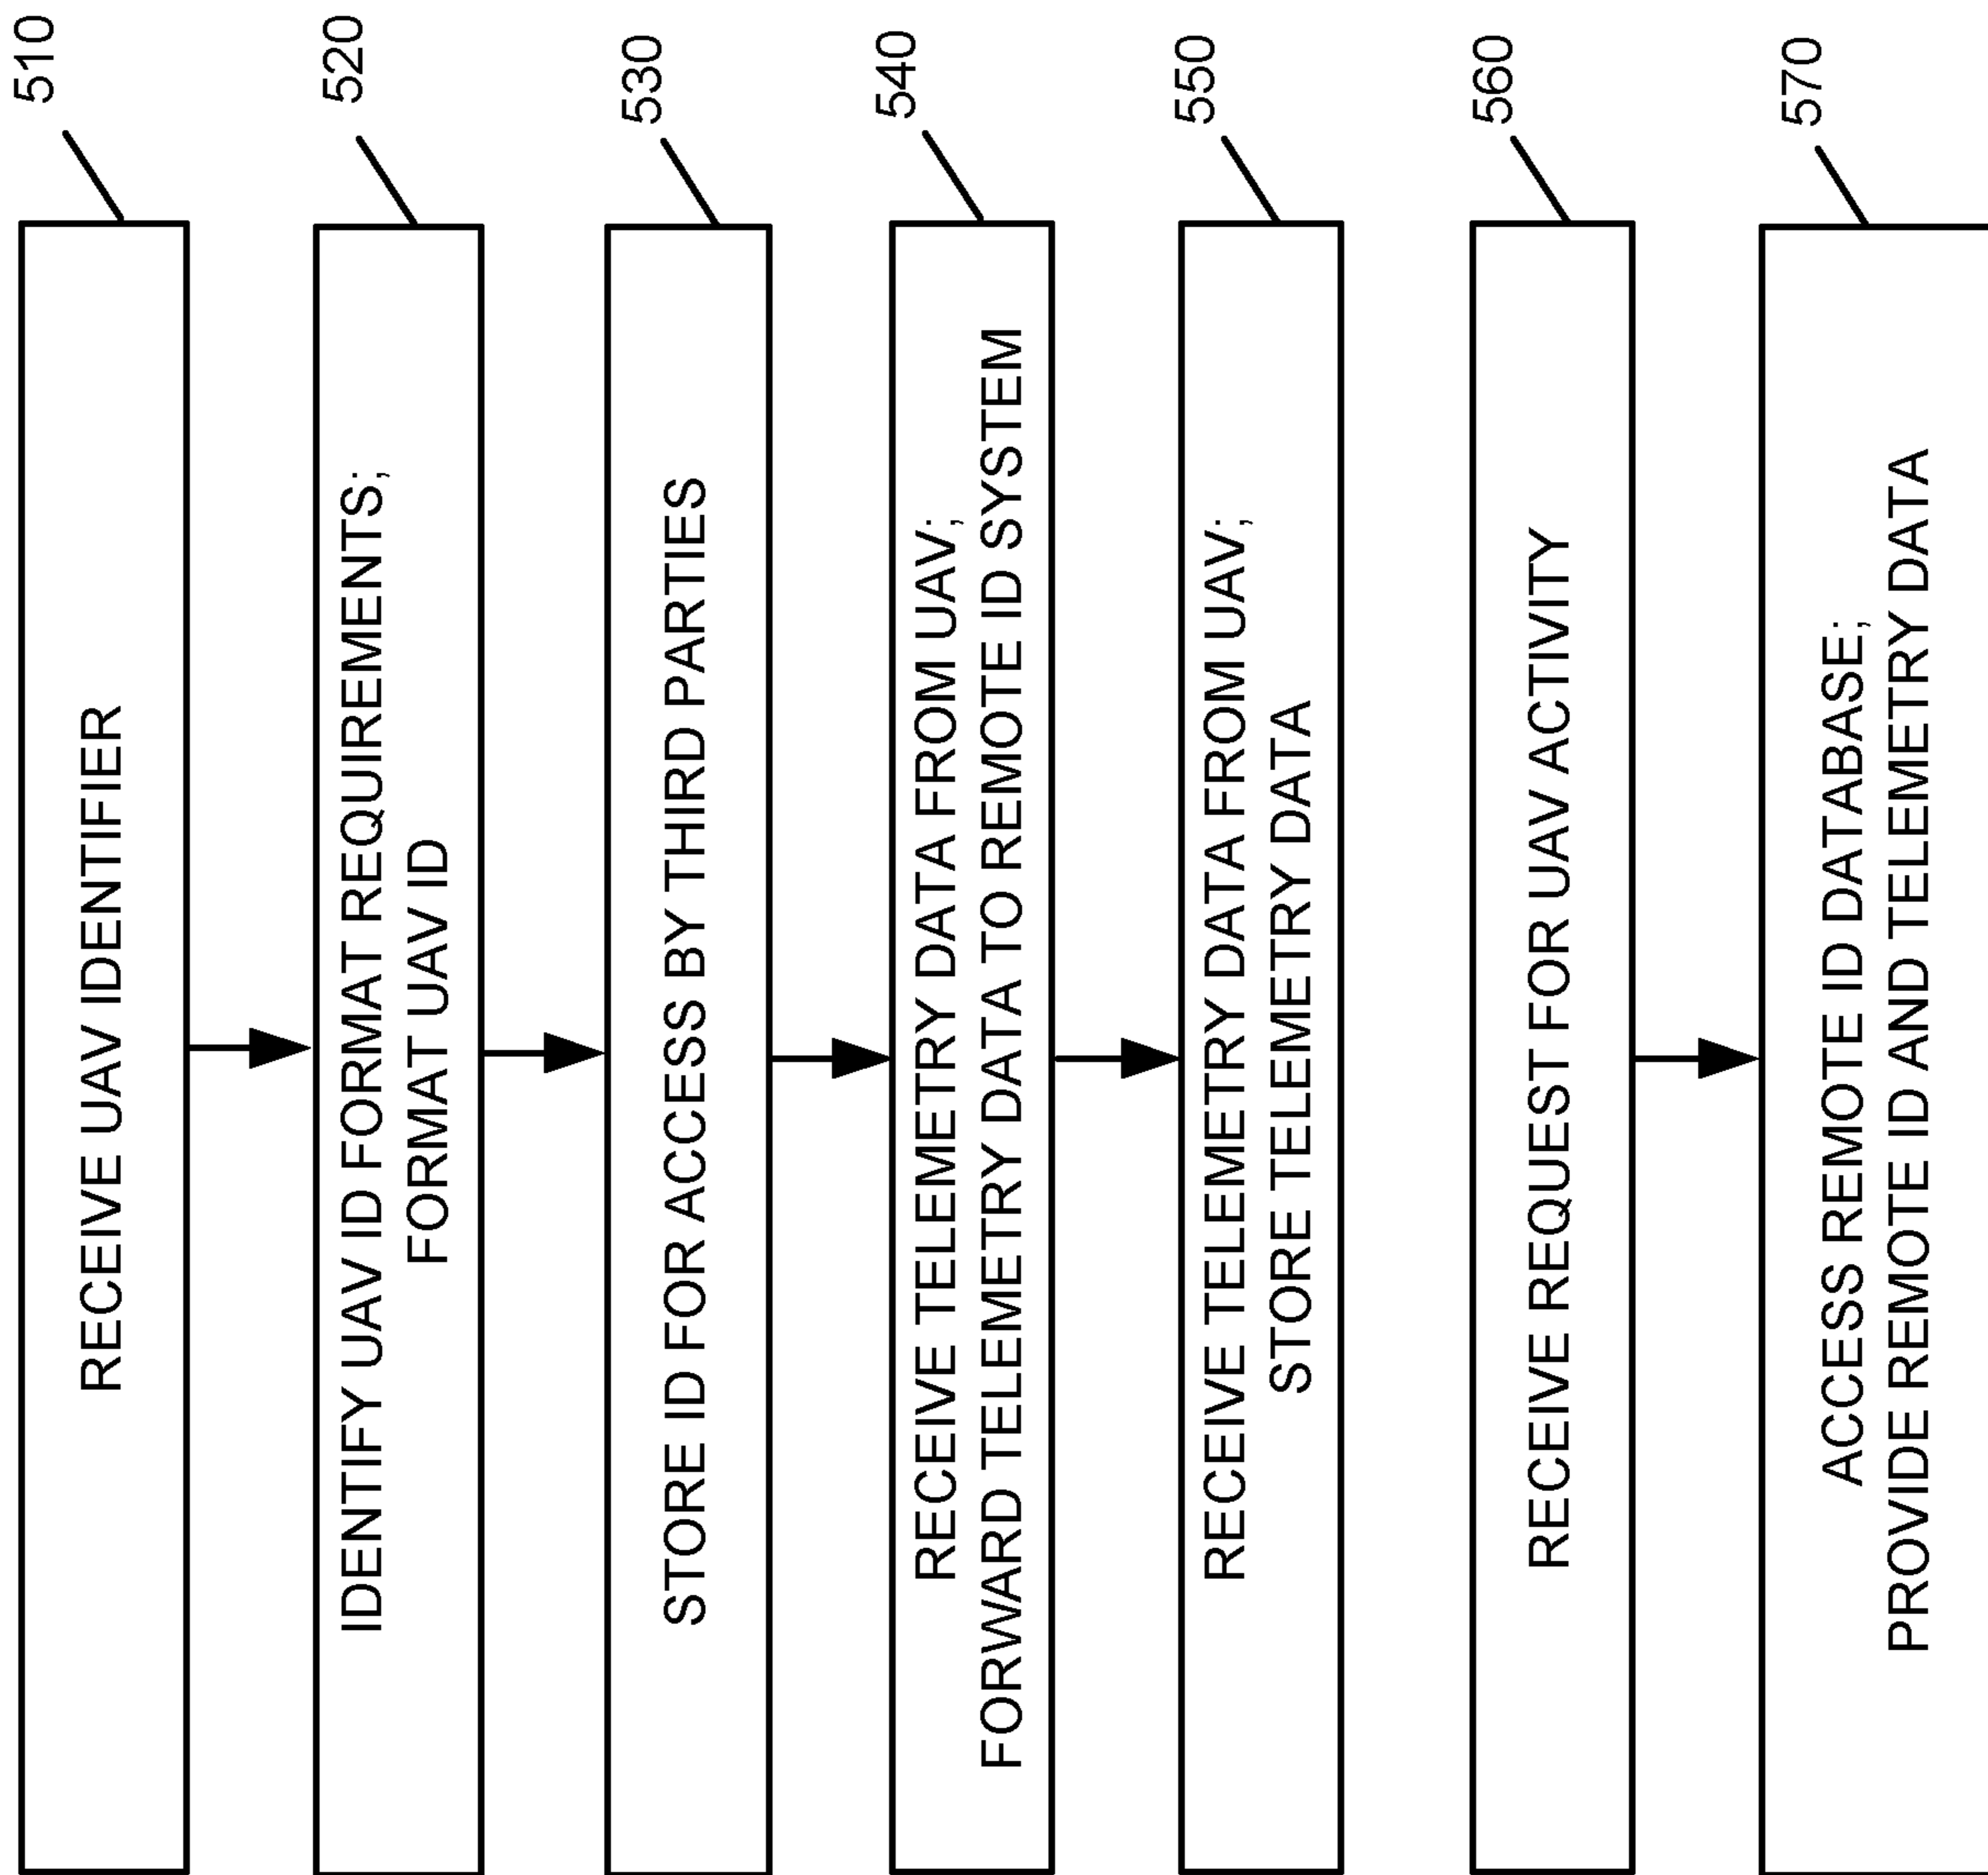 510
RECEIVE UAV IDENTIFIER
520
IDENTIFY UAV ID FORMAT REQUIREMENTS;
FORMAT UAV ID
530
STORE ID FOR ACCESS BY THIRD PARTIES
540
RECEIVE TELEMETRY DATA FROM UAV;
FORWARD TELEMETRY DATA TO REMOTE ID SYSTEM
550
RECEIVE TELEMETRY DATA FROM UAV;
STORE TELEMETRY DATA
560
RECEIVE REQUEST FOR UAV ACTIVITY
570
ACCESS REMOTE ID DATABASE;
PROVIDE REMOTE ID AND TELEMETRY DATA